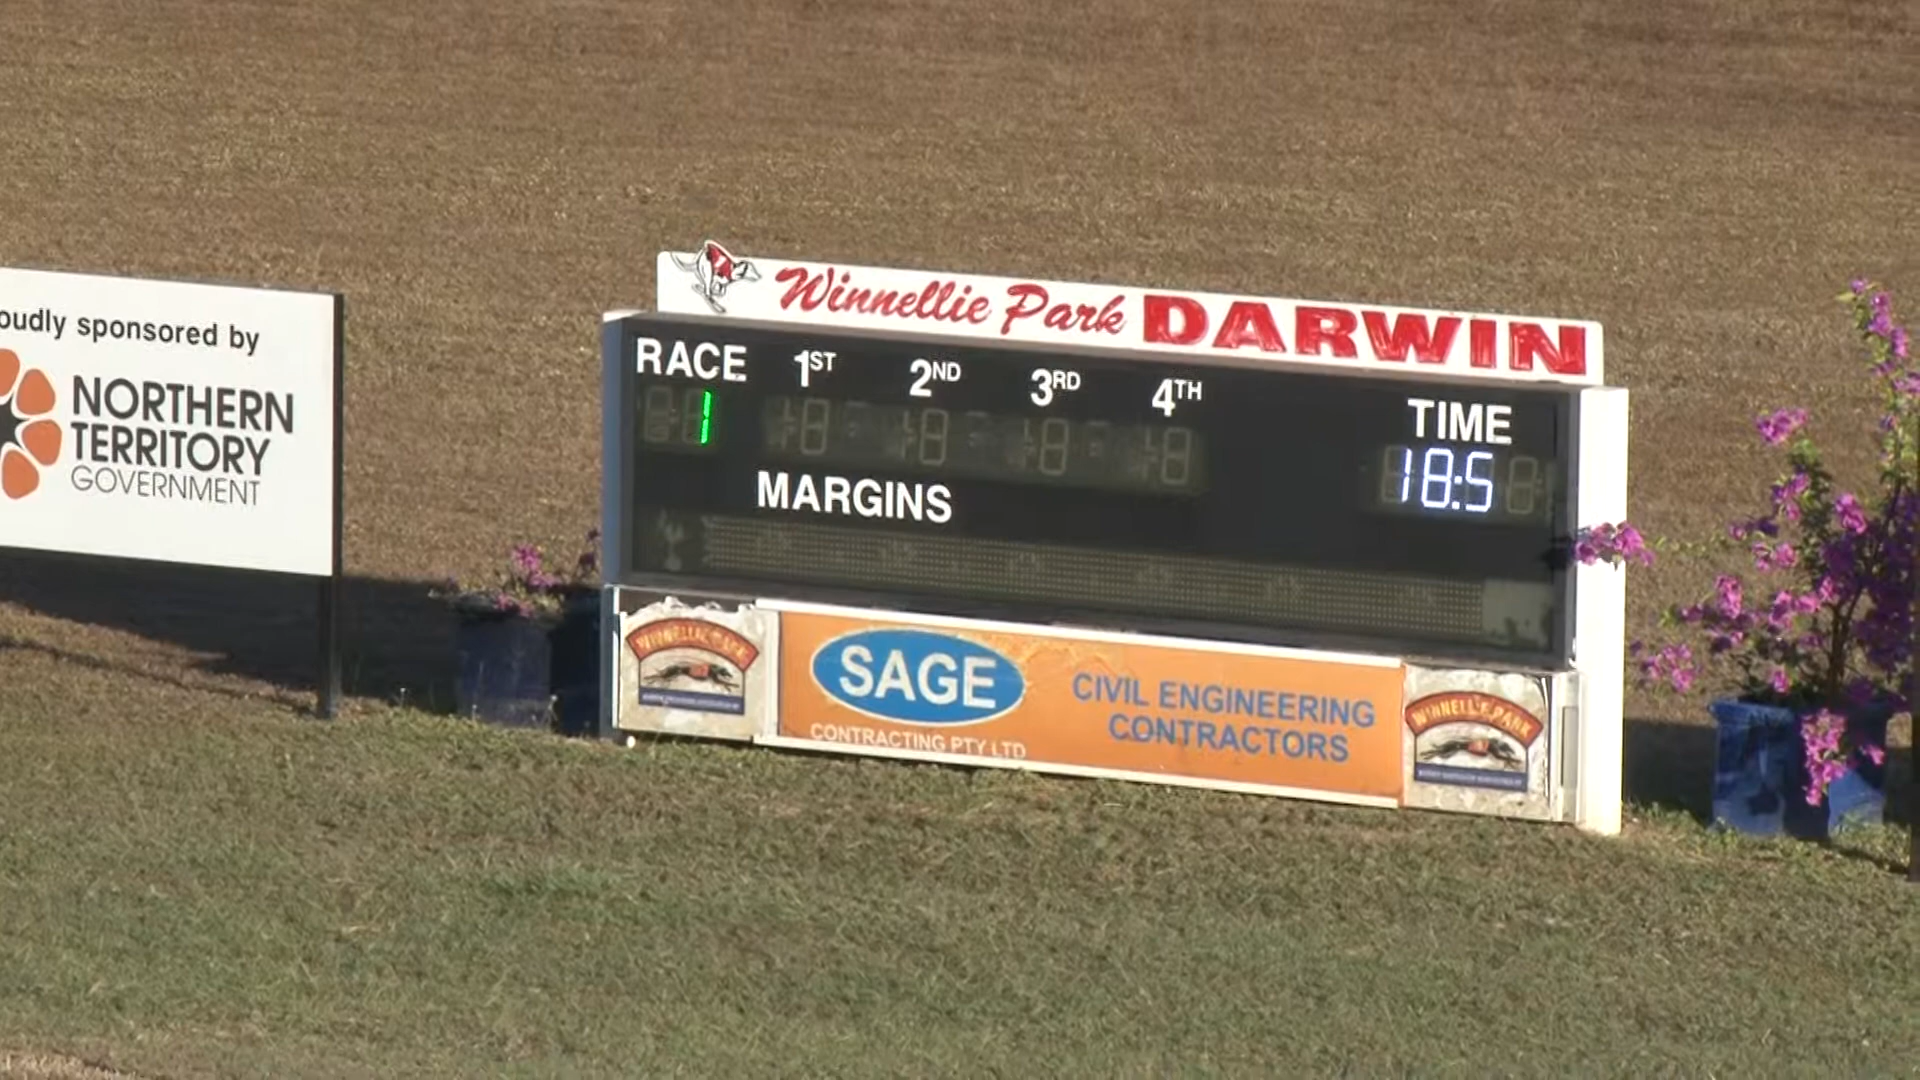 oudly sponsored by
NORTHERN
TERRITORY
GOVERNMENT
Winnellie Park DARWIN
RACE 1ST 2ND 3RD 4TH TIME
1 18:5
MARGINS
WINNELLIE PARK
SAGE
CONTRACTING PTY LTD
CIVIL ENGINEERING
CONTRACTORS
WINNELLIE PARK